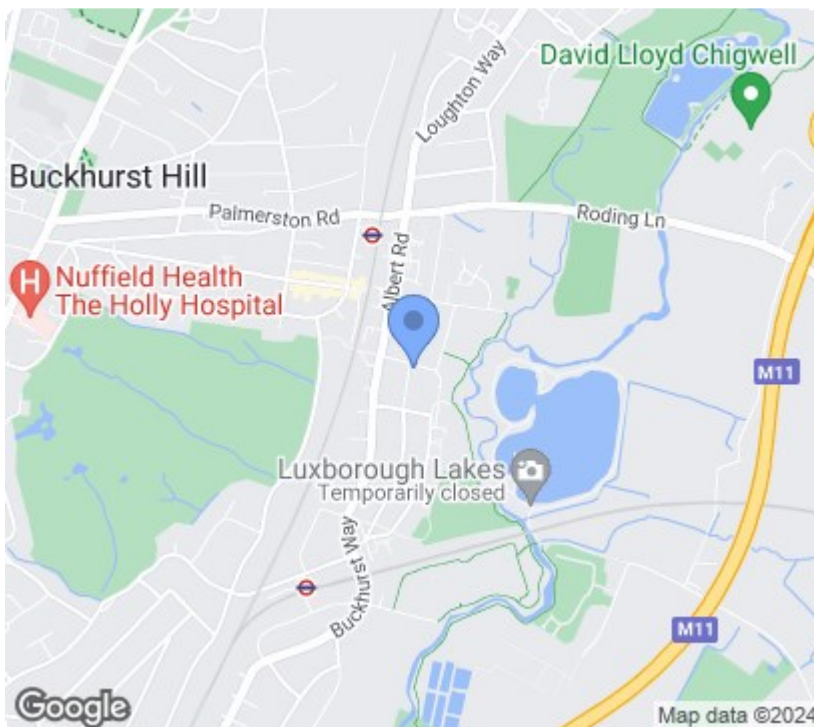 David Lloyd Chigwell
Loughton Way
Buckhurst Hill
Palmerston Rd
Roding Ln
Albert Rd
H
Nuffield Health
The Holly Hospital
M11
Luxborough Lakes
Temporarily closed
Buckhurst Way
M11
Google
Map data ©2024